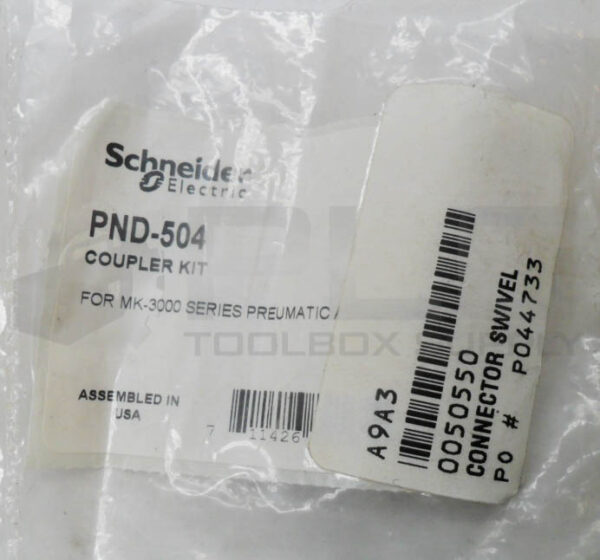 Schneider
Electric
PND-504
COUPLER KIT
FOR MK-3000 SERIES PREUMATIC A
ASSEMBLED IN
USA
7 11426
A9A3
0050550
CONNECTOR SWIVEL
PO # P044733
TOOLBOX SUPPLY